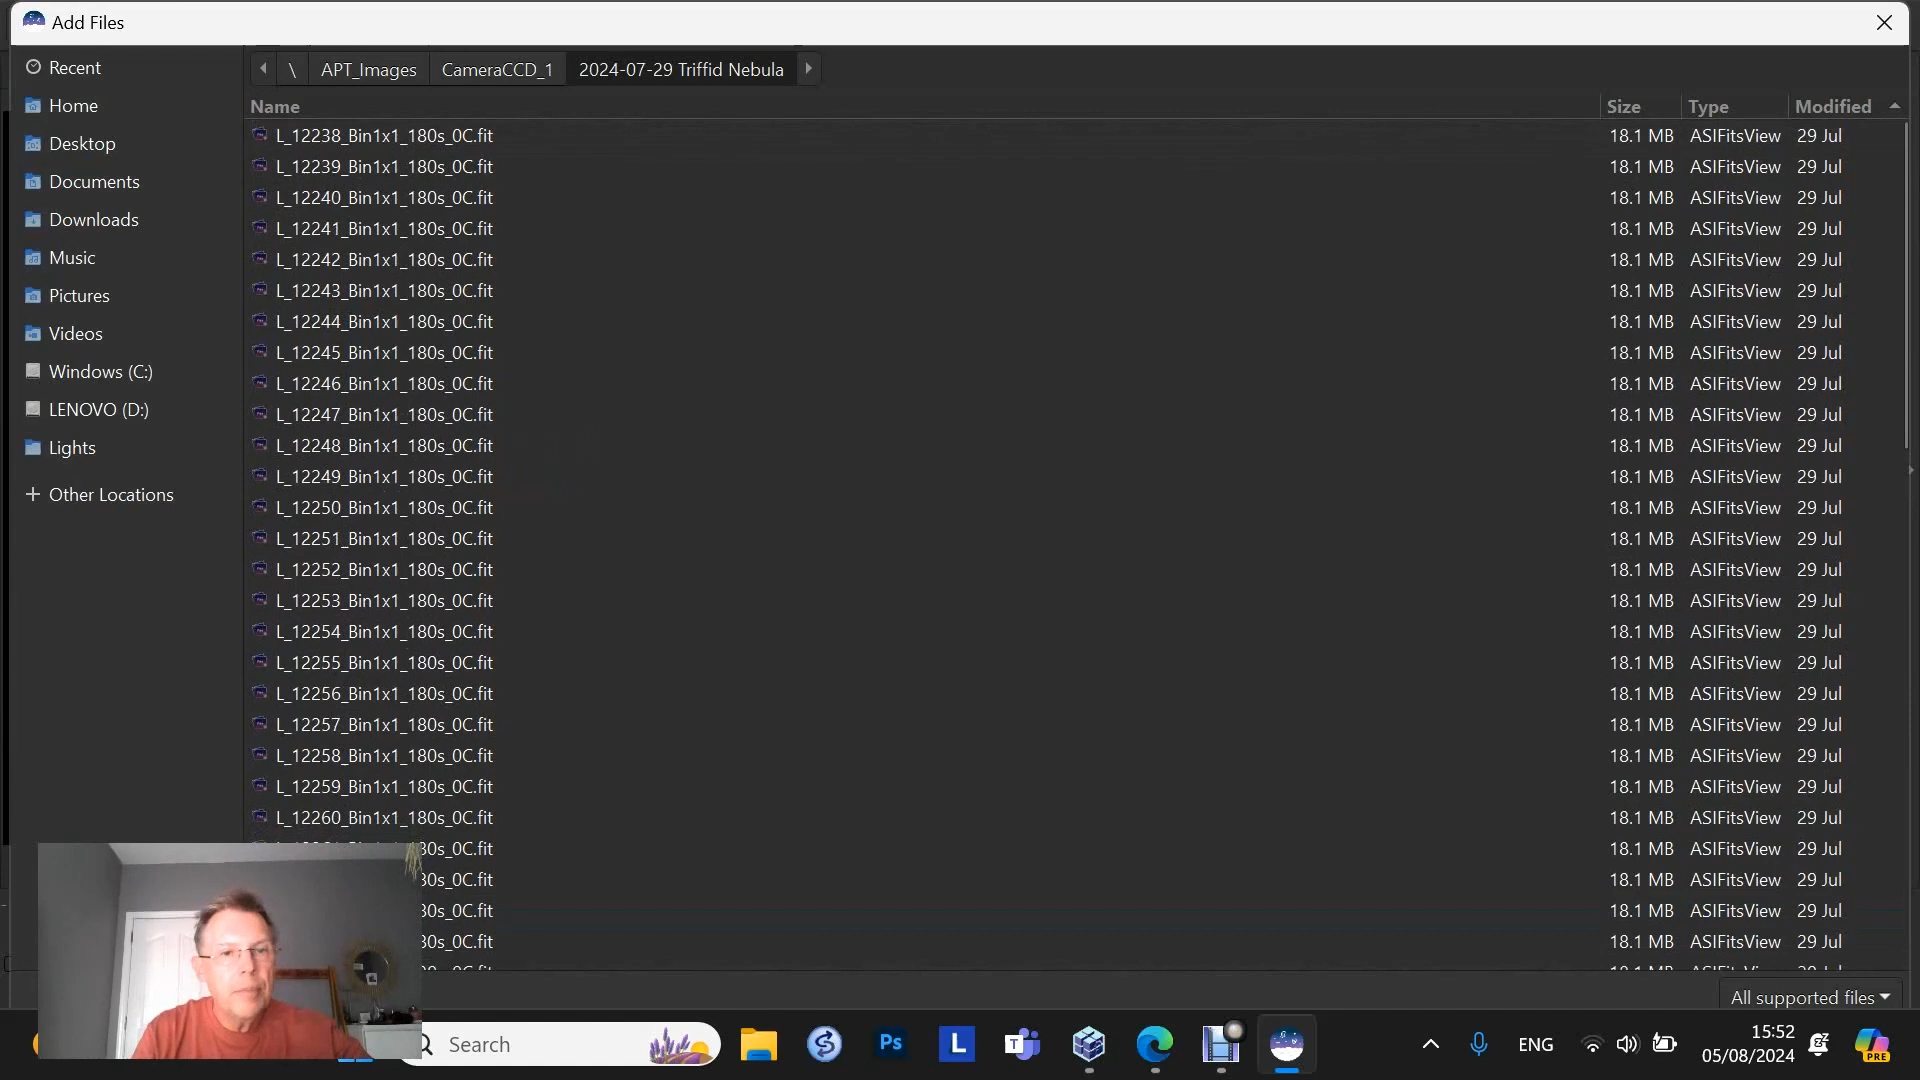 Add Files
Recent
Home
Desktop
Documents
Downloads
Music
Pictures
Videos
Windows (C:)
LENOVO (D:)
Lights
Other Locations
\ APT_Images CameraCCD_1 2024-07-29 Triffid Nebula
Name Size Type Modified
L_12238_Bin1x1_180s_0C.fit 18.1 MB ASIFitsView 29 Jul
L_12239_Bin1x1_180s_0C.fit 18.1 MB ASIFitsView 29 Jul
L_12240_Bin1x1_180s_0C.fit 18.1 MB ASIFitsView 29 Jul
L_12241_Bin1x1_180s_0C.fit 18.1 MB ASIFitsView 29 Jul
L_12242_Bin1x1_180s_0C.fit 18.1 MB ASIFitsView 29 Jul
L_12243_Bin1x1_180s_0C.fit 18.1 MB ASIFitsView 29 Jul
L_12244_Bin1x1_180s_0C.fit 18.1 MB ASIFitsView 29 Jul
L_12245_Bin1x1_180s_0C.fit 18.1 MB ASIFitsView 29 Jul
L_12246_Bin1x1_180s_0C.fit 18.1 MB ASIFitsView 29 Jul
L_12247_Bin1x1_180s_0C.fit 18.1 MB ASIFitsView 29 Jul
L_12248_Bin1x1_180s_0C.fit 18.1 MB ASIFitsView 29 Jul
L_12249_Bin1x1_180s_0C.fit 18.1 MB ASIFitsView 29 Jul
L_12250_Bin1x1_180s_0C.fit 18.1 MB ASIFitsView 29 Jul
L_12251_Bin1x1_180s_0C.fit 18.1 MB ASIFitsView 29 Jul
L_12252_Bin1x1_180s_0C.fit 18.1 MB ASIFitsView 29 Jul
L_12253_Bin1x1_180s_0C.fit 18.1 MB ASIFitsView 29 Jul
L_12254_Bin1x1_180s_0C.fit 18.1 MB ASIFitsView 29 Jul
L_12255_Bin1x1_180s_0C.fit 18.1 MB ASIFitsView 29 Jul
L_12256_Bin1x1_180s_0C.fit 18.1 MB ASIFitsView 29 Jul
L_12257_Bin1x1_180s_0C.fit 18.1 MB ASIFitsView 29 Jul
L_12258_Bin1x1_180s_0C.fit 18.1 MB ASIFitsView 29 Jul
L_12259_Bin1x1_180s_0C.fit 18.1 MB ASIFitsView 29 Jul
L_12260_Bin1x1_180s_0C.fit 18.1 MB ASIFitsView 29 Jul
0s_0C.fit 18.1 MB ASIFitsView 29 Jul
0s_0C.fit 18.1 MB ASIFitsView 29 Jul
0s_0C.fit 18.1 MB ASIFitsView 29 Jul
0s_0C.fit 18.1 MB ASIFitsView 29 Jul
All supported files
Search
Ps
L
T
ENG
15:52
05/08/2024
PRE